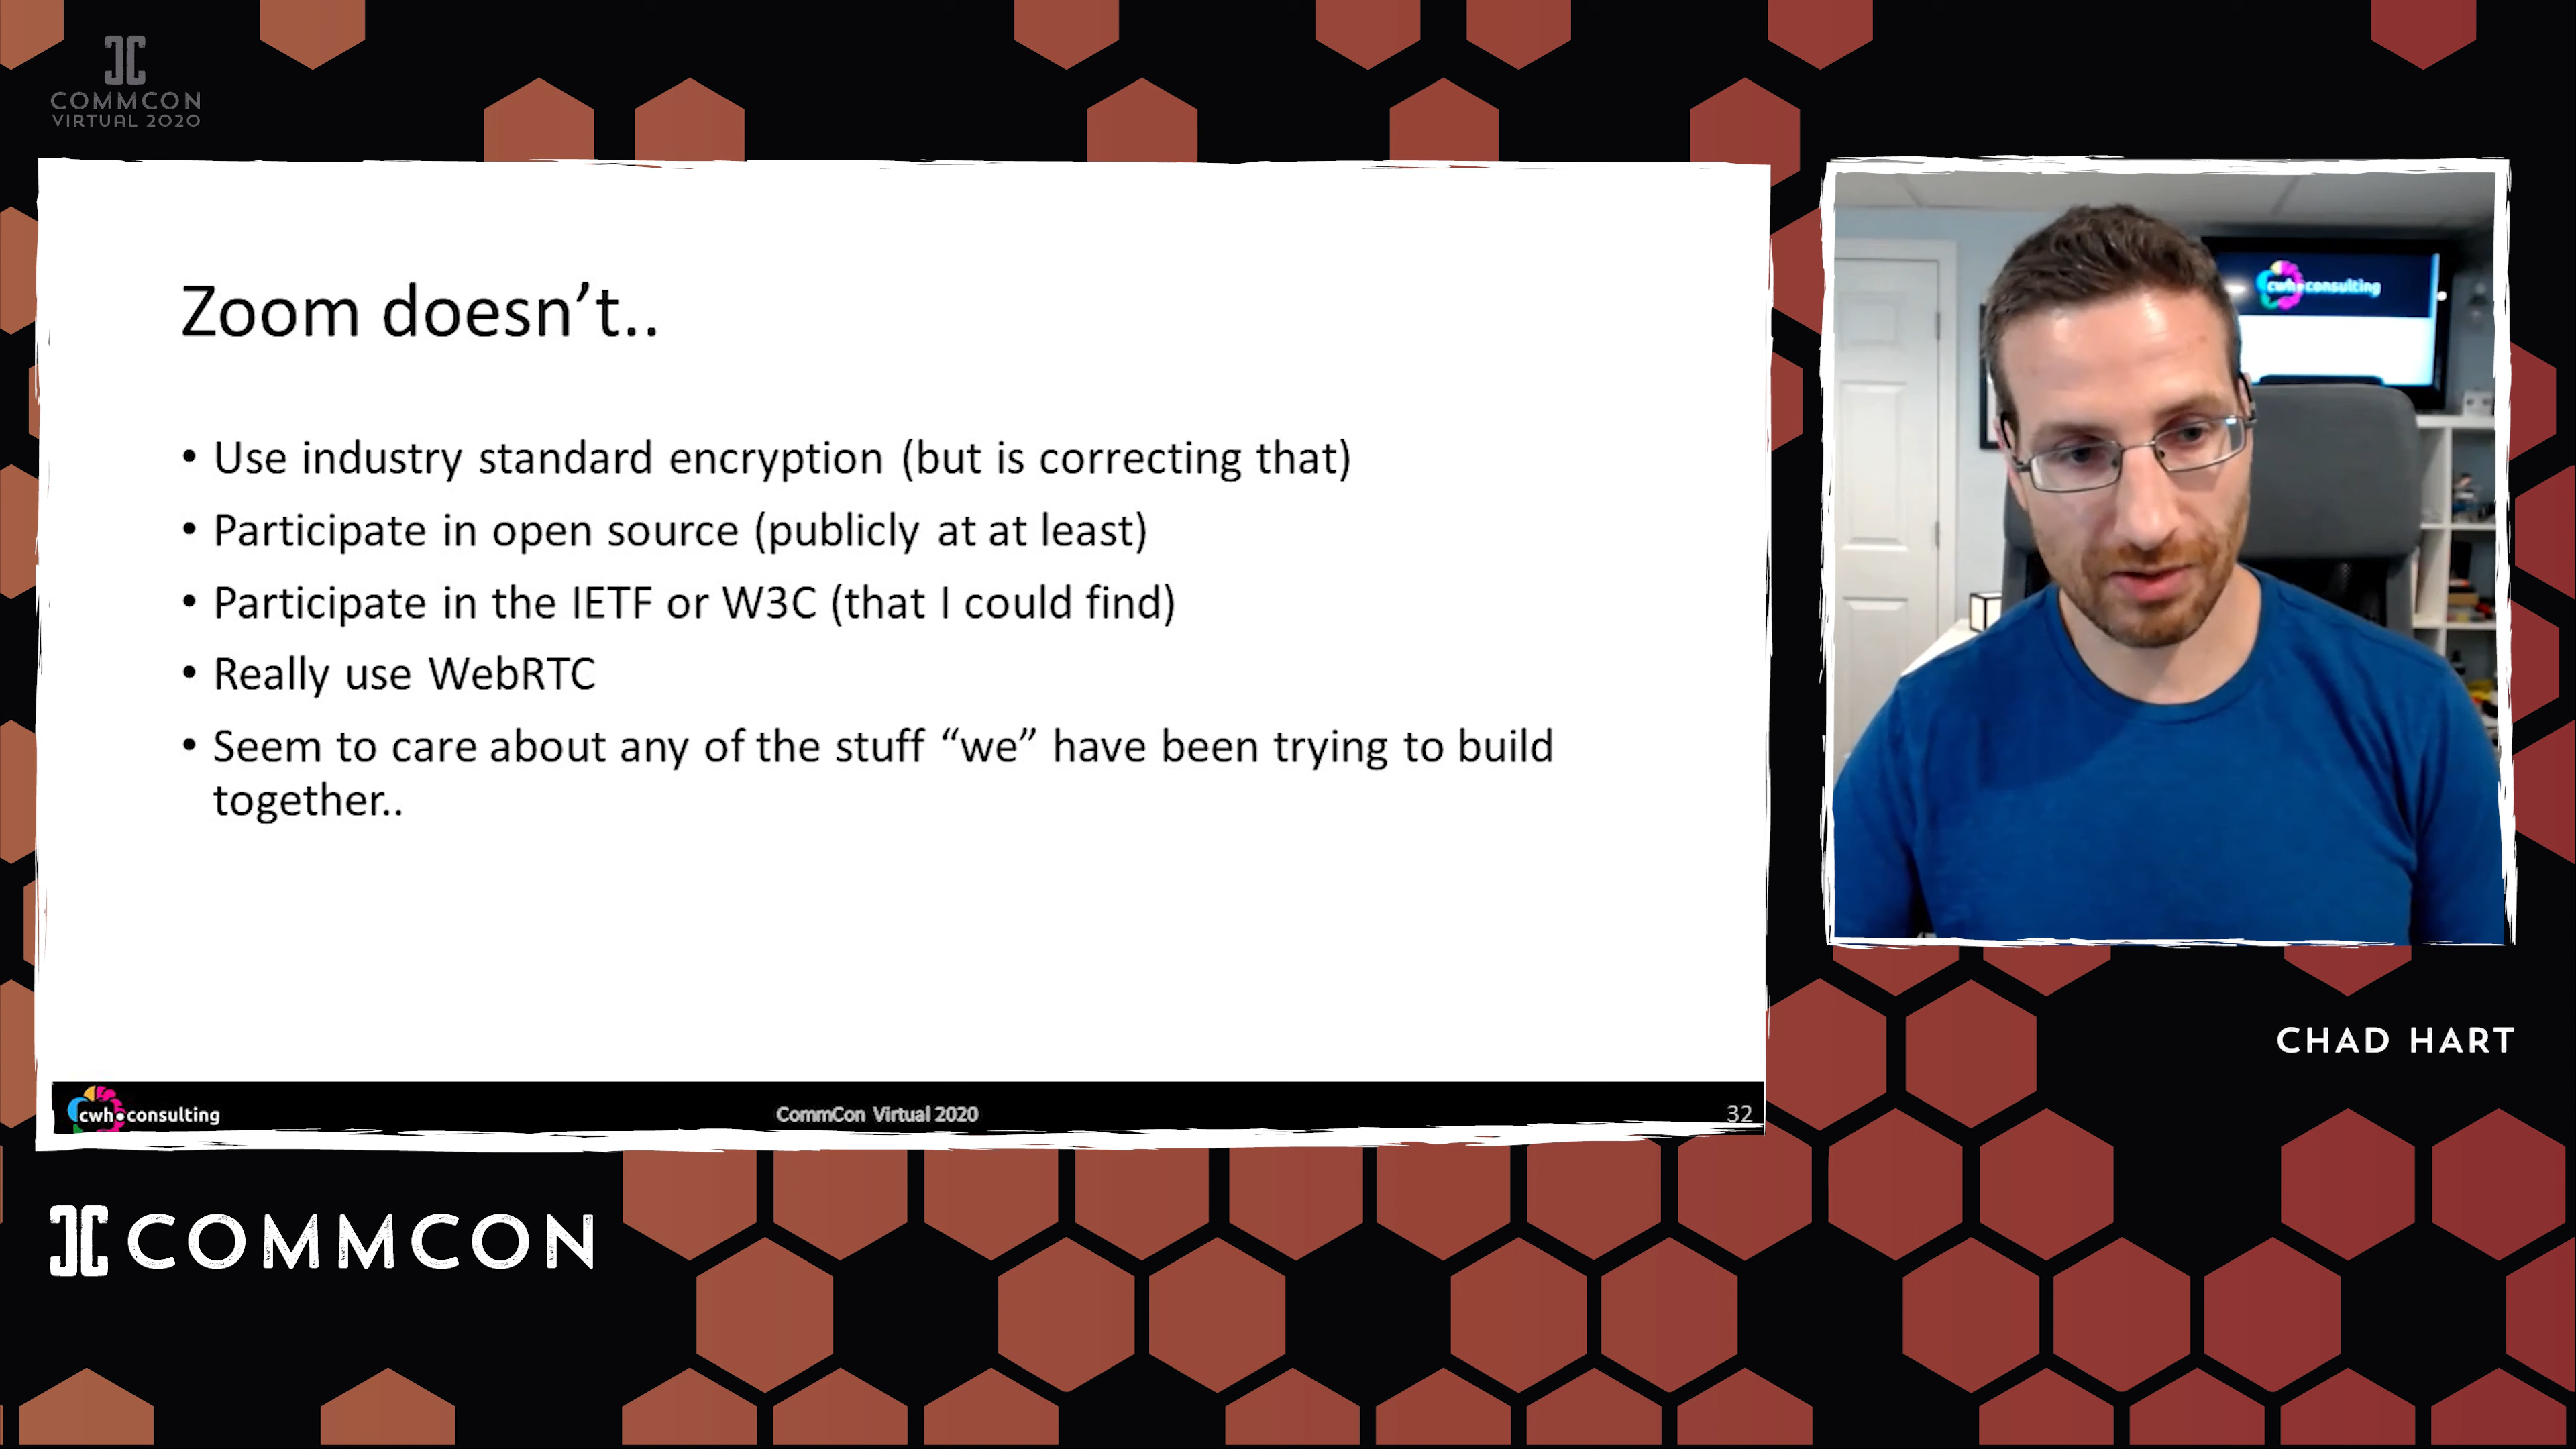 COMMCON
VIRTUAL 2020
Zoom doesn’t..
• Use industry standard encryption (but is correcting that)
• Participate in open source (publicly at at least)
• Participate in the IETF or W3C (that I could find)
• Really use WebRTC
• Seem to care about any of the stuff “we” have been trying to build
together..
cwh.consulting
CommCon Virtual 2020
32
cwh.consulting
CHAD HART
COMMCON